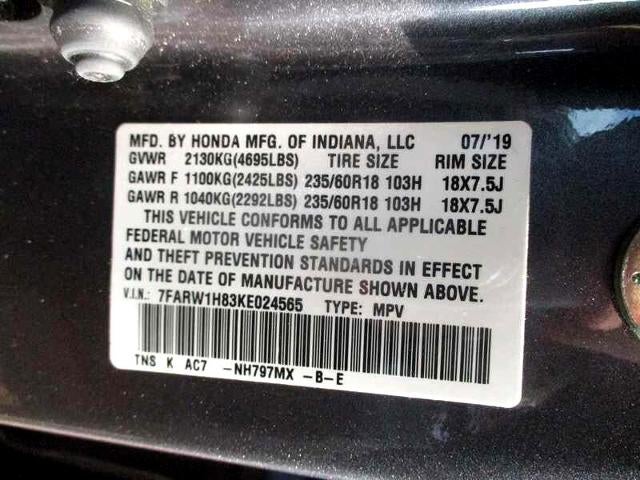 MFD. BY HONDA MFG. OF INDIANA, LLC 07/'19
GVWR 2130KG(4695LBS) TIRE SIZE RIM SIZE
GAWR F 1100KG(2425LBS) 235/60R18 103H 18X7.5J
GAWR R 1040KG(2292LBS) 235/60R18 103H 18X7.5J
THIS VEHICLE CONFORMS TO ALL APPLICABLE
FEDERAL MOTOR VEHICLE SAFETY
AND THEFT PREVENTION STANDARDS IN EFFECT
ON THE DATE OF MANUFACTURE SHOWN ABOVE.
V.I.N.: 7FARW1H83KE024565 TYPE: MPV
TNS K AC7 -NH797MX -B-E